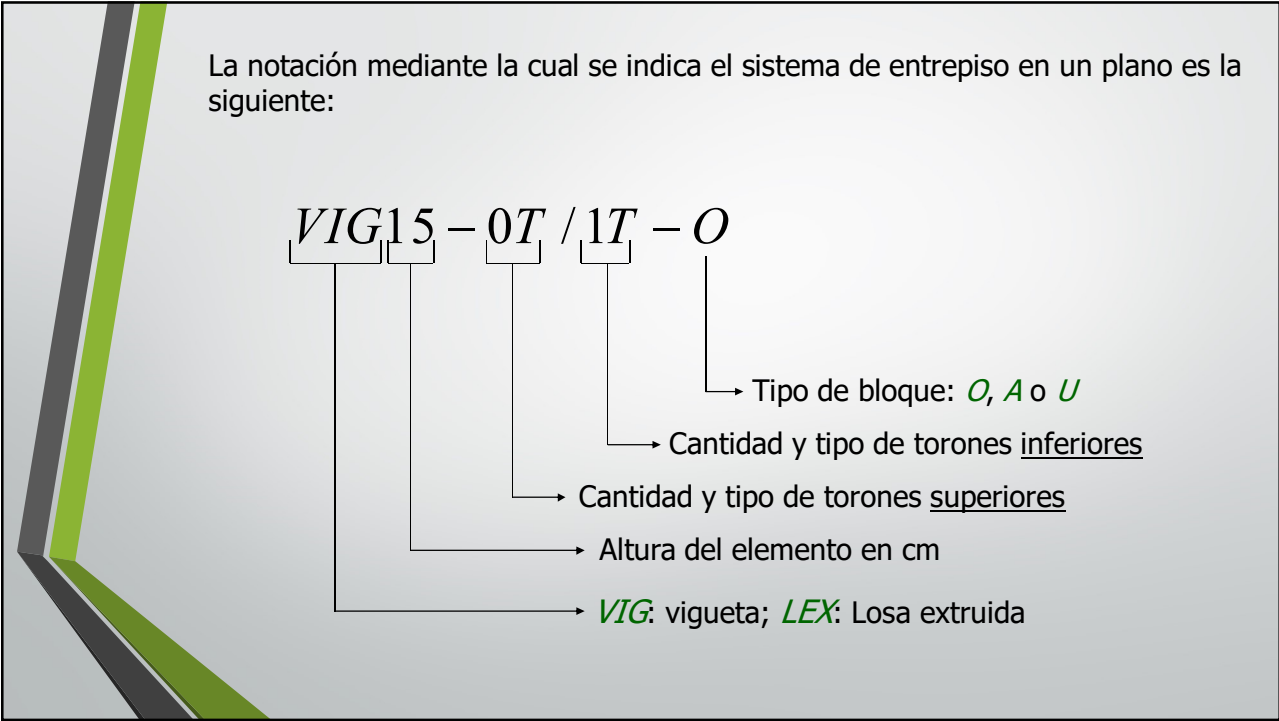 La notación mediante la cual se indica el sistema de entrepiso en un plano es la
siguiente:
VIG15 – 0T / 1T – O
Tipo de bloque: O, A o U
Cantidad y tipo de torones inferiores
Cantidad y tipo de torones superiores
Altura del elemento en cm
VIG: vigueta; LEX: Losa extruida